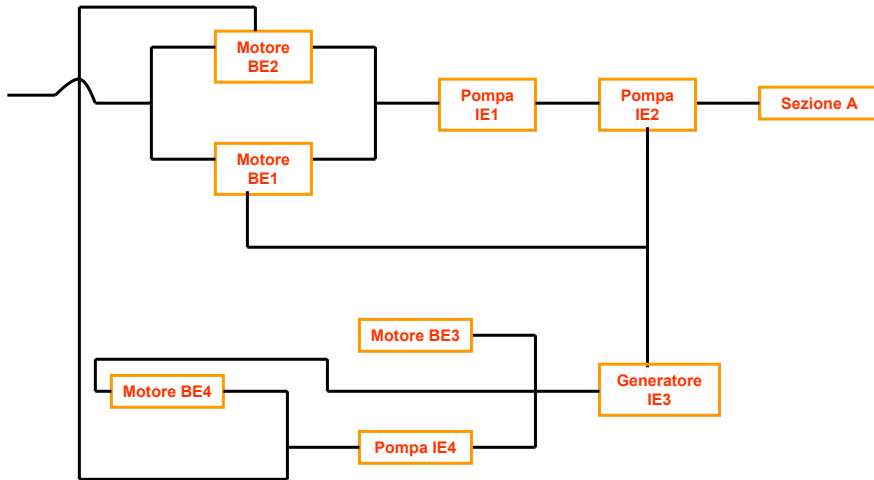 Motore
BE2
Pompa
IE1
Pompa
IE2
Sezione A
Motore
BE1
Motore BE3
Generatore
IE3
Motore BE4
Pompa IE4